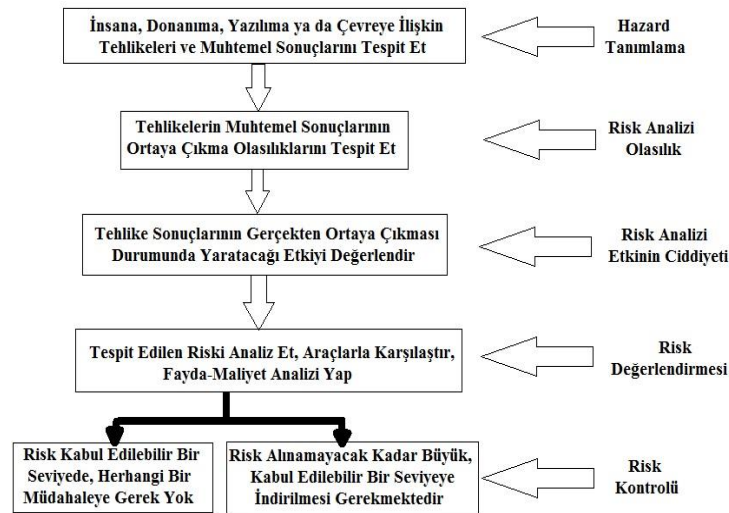 İnsana, Donanıma, Yazılıma ya da Çevreye İlişkin
Tehlikeleri ve Muhtemel Sonuçlarını Tespit Et
Hazard
Tanımlama
Tehlikelerin Muhtemel Sonuçlarının
Ortaya Çıkma Olasılıklarını Tespit Et
Risk Analizi
Olasılık
Tehlike Sonuçlarının Gerçekten Ortaya Çıkması
Durumunda Yaratacağı Etkiyi Değerlendir
Risk Analizi
Etkinin Ciddiyeti
Tespit Edilen Riski Analiz Et, Araçlarla Karşılaştır,
Fayda-Maliyet Analizi Yap
Risk
Değerlendirmesi
Risk Kabul Edilebilir Bir
Seviyede, Herhangi Bir
Müdahaleye Gerek Yok
Risk Alınamayacak Kadar Büyük,
Kabul Edilebilir Bir Seviyeye
İndirilmesi Gerekmektedir
Risk
Kontrolü